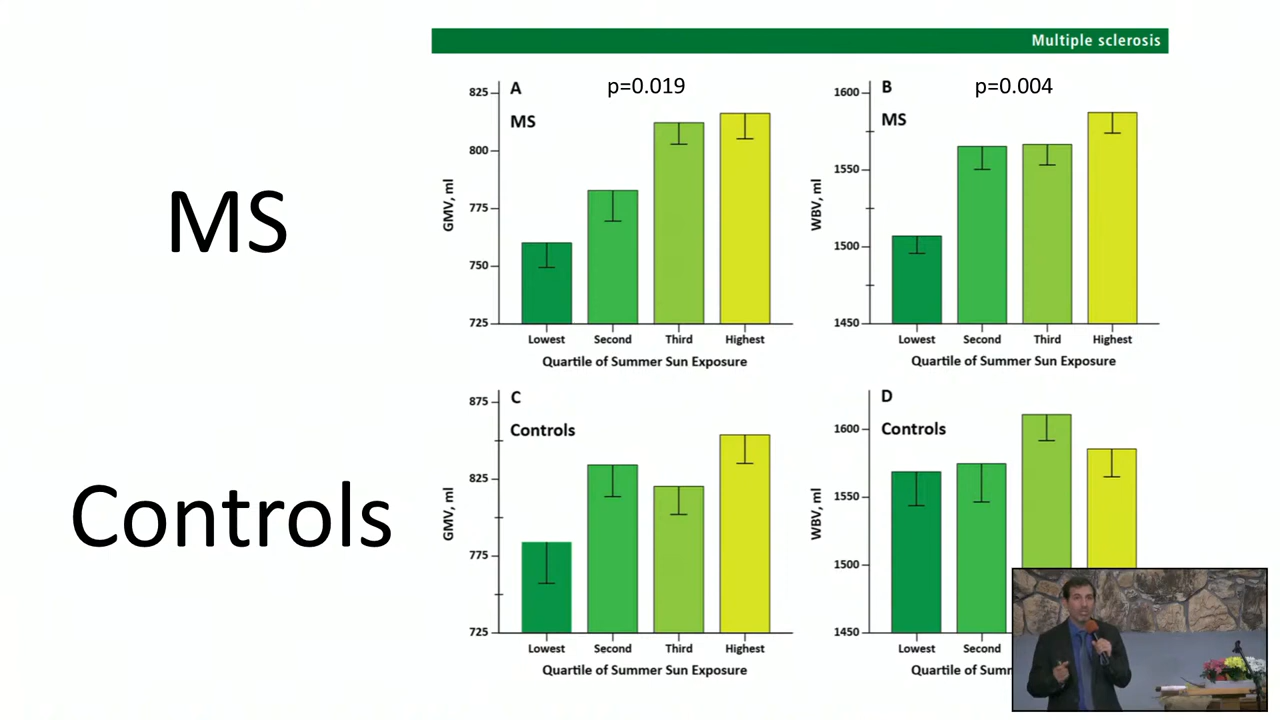 Multiple sclerosis
MS
A
p=0.019
MS
825
800
775
750
725
GMV, ml
Lowest Second Third Highest
Quartile of Summer Sun Exposure
B
p=0.004
MS
1600
1550
1500
1450
WBV, ml
Lowest Second Third Highest
Quartile of Summer Sun Exposure
Controls
C
Controls
875
825
775
725
GMV, ml
Lowest Second Third Highest
Quartile of Summer Sun Exposure
D
Controls
1600
1550
1500
1450
WBV, ml
Lowest Second
Quartile of Summ